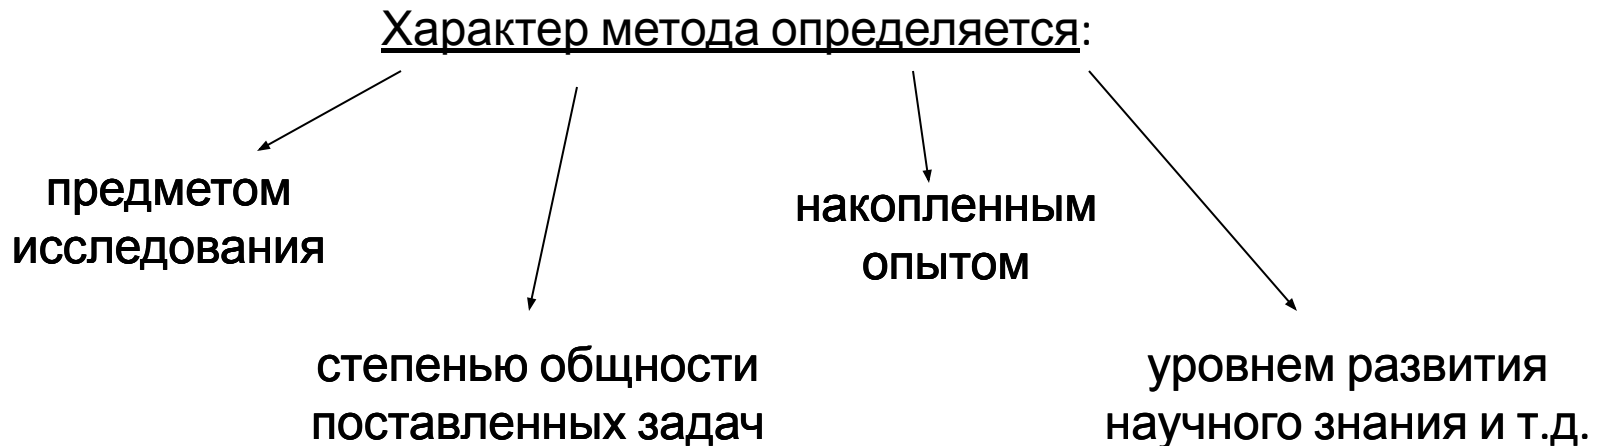 Характер метода определяется:
предметом
исследования
степенью общности
поставленных задач
накопленным
опытом
уровнем развития
научного знания и т.д.